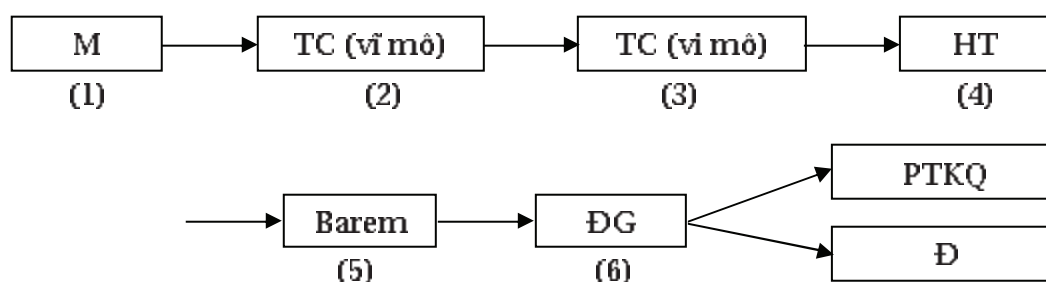 M TC (vĩ mô) TC (vi mô) HT
(1) (2) (3) (4)
PTKQ
Barem ĐG
Đ
(5) (6)